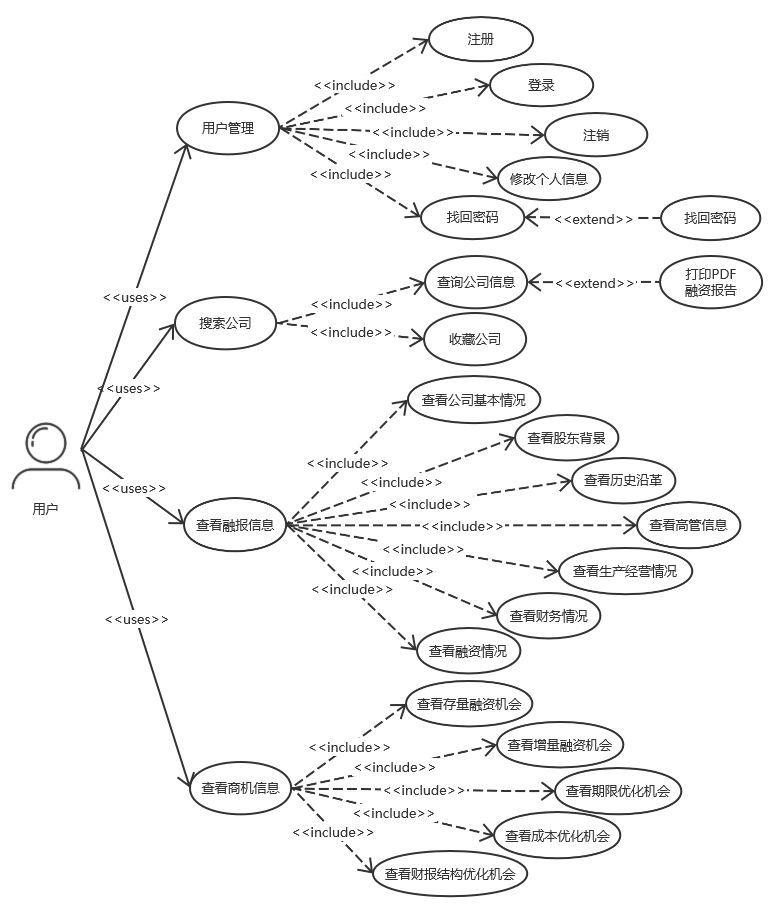 注册
<<include>>
登录
<<include>>
用户管理
<<include>>
注销
<<include>>
修改个人信息
<<include>>
找回密码
<<extend>>
找回密码
<<uses>>
查询公司信息
<<extend>>
打印PDF
融资报告
<<include>>
搜索公司
<<include>>
收藏公司
<<uses>>
查看公司基本情况
查看股东背景
<<include>>
<<include>>
查看历史沿革
<<uses>>
<<include>>
用户
查看融报信息
<<include>>
查看高管信息
<<include>>
查看生产经营情况
<<include>>
<<include>>
查看财务情况
<<uses>>
查看融资情况
查看存量融资机会
<<include>>
查看增量融资机会
<<include>>
查看商机信息
<<include>>
查看期限优化机会
<<include>>
查看成本优化机会
<<include>>
查看财报结构优化机会